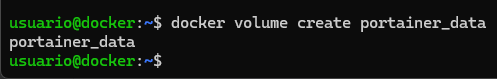 usuario@docker:~$ docker volume create portainer_data
portainer_data
usuario@docker:~$